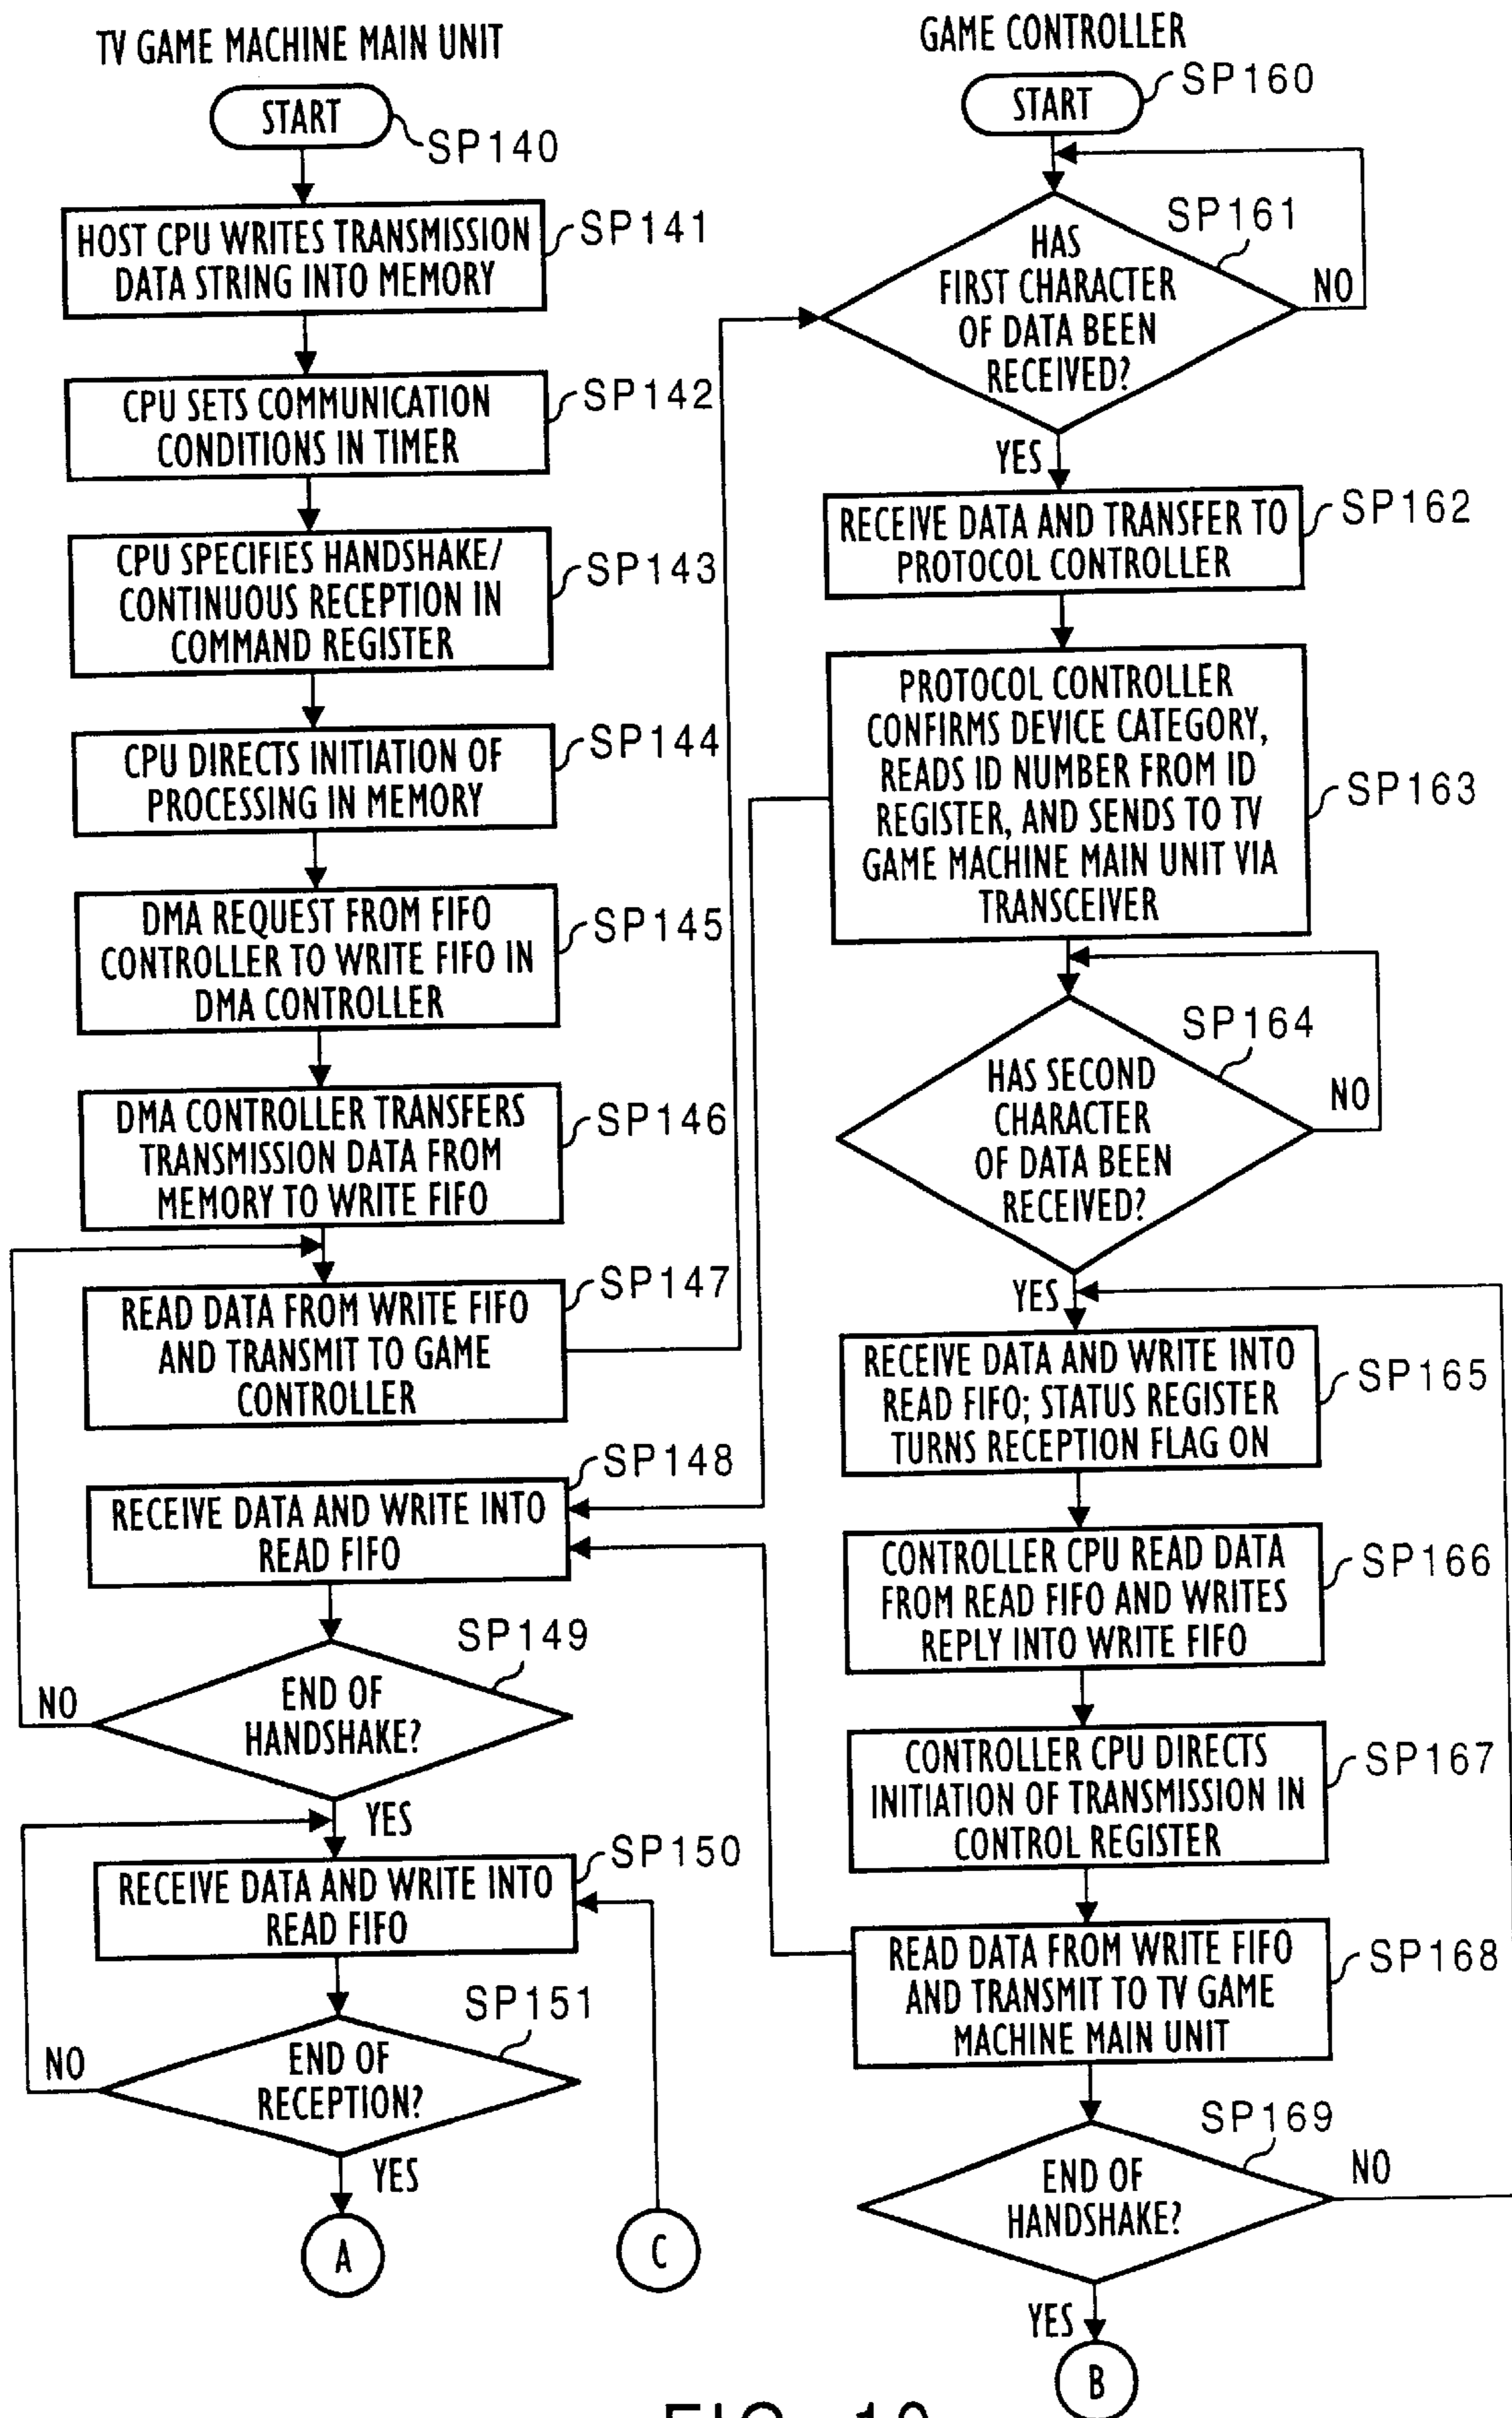 TV GAME MACHINE MAIN UNIT
START
SP140
HOST CPU WRITES TRANSMISSION
DATA STRING INTO MEMORY
SP141
CPU SETS COMMUNICATION
CONDITIONS IN TIMER
SP142
CPU SPECIFIES HANDSHAKE/
CONTINUOUS RECEPTION IN
COMMAND REGISTER
SP143
CPU DIRECTS INITIATION OF
PROCESSING IN MEMORY
SP144
DMA REQUEST FROM FIFO
CONTROLLER TO WRITE FIFO IN
DMA CONTROLLER
SP145
DMA CONTROLLER TRANSFERS
TRANSMISSION DATA FROM
MEMORY TO WRITE FIFO
SP146
READ DATA FROM WRITE FIFO
AND TRANSMIT TO GAME
CONTROLLER
SP147
RECEIVE DATA AND WRITE INTO
READ FIFO
SP148
SP149
END OF
HANDSHAKE?
NO
YES
RECEIVE DATA AND WRITE INTO
READ FIFO
SP150
SP151
END OF
RECEPTION?
NO
YES
A
C
GAME CONTROLLER
START
SP160
SP161
HAS
FIRST CHARACTER
OF DATA BEEN
RECEIVED?
NO
YES
RECEIVE DATA AND TRANSFER TO
PROTOCOL CONTROLLER
SP162
PROTOCOL CONTROLLER
CONFIRMS DEVICE CATEGORY,
READS ID NUMBER FROM ID
REGISTER, AND SENDS TO TV
GAME MACHINE MAIN UNIT VIA
TRANSCEIVER
SP163
SP164
HAS SECOND
CHARACTER
OF DATA BEEN
RECEIVED?
NO
YES
RECEIVE DATA AND WRITE INTO
READ FIFO; STATUS REGISTER
TURNS RECEPTION FLAG ON
SP165
CONTROLLER CPU READ DATA
FROM READ FIFO AND WRITES
REPLY INTO WRITE FIFO
SP166
CONTROLLER CPU DIRECTS
INITIATION OF TRANSMISSION IN
CONTROL REGISTER
SP167
READ DATA FROM WRITE FIFO
AND TRANSMIT TO TV GAME
MACHINE MAIN UNIT
SP168
SP169
END OF
HANDSHAKE?
NO
YES
B